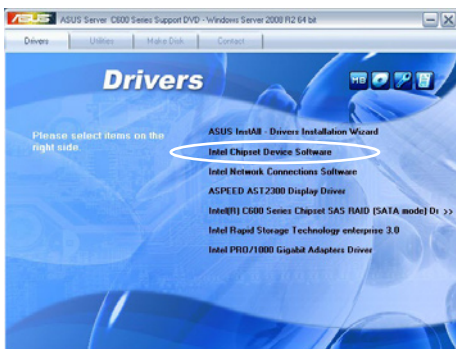 ASUS ASUS Server C600 Series Support DVD - Windows Server 2008 R2 64 bit
Drivers Utilities Make Disk Contact
Drivers
MB
Please select items on the
right side.
ASUS InstAll - Drivers Installation Wizard
Intel Chipset Device Software
Intel Network Connections Software
ASPEED AST2300 Display Driver
Intel(R) C600 Series Chipset SAS RAID (SATA mode) Dr >>
Intel Rapid Storage Technology enterprise 3.0
Intel PRO/1000 Gigabit Adapters Driver